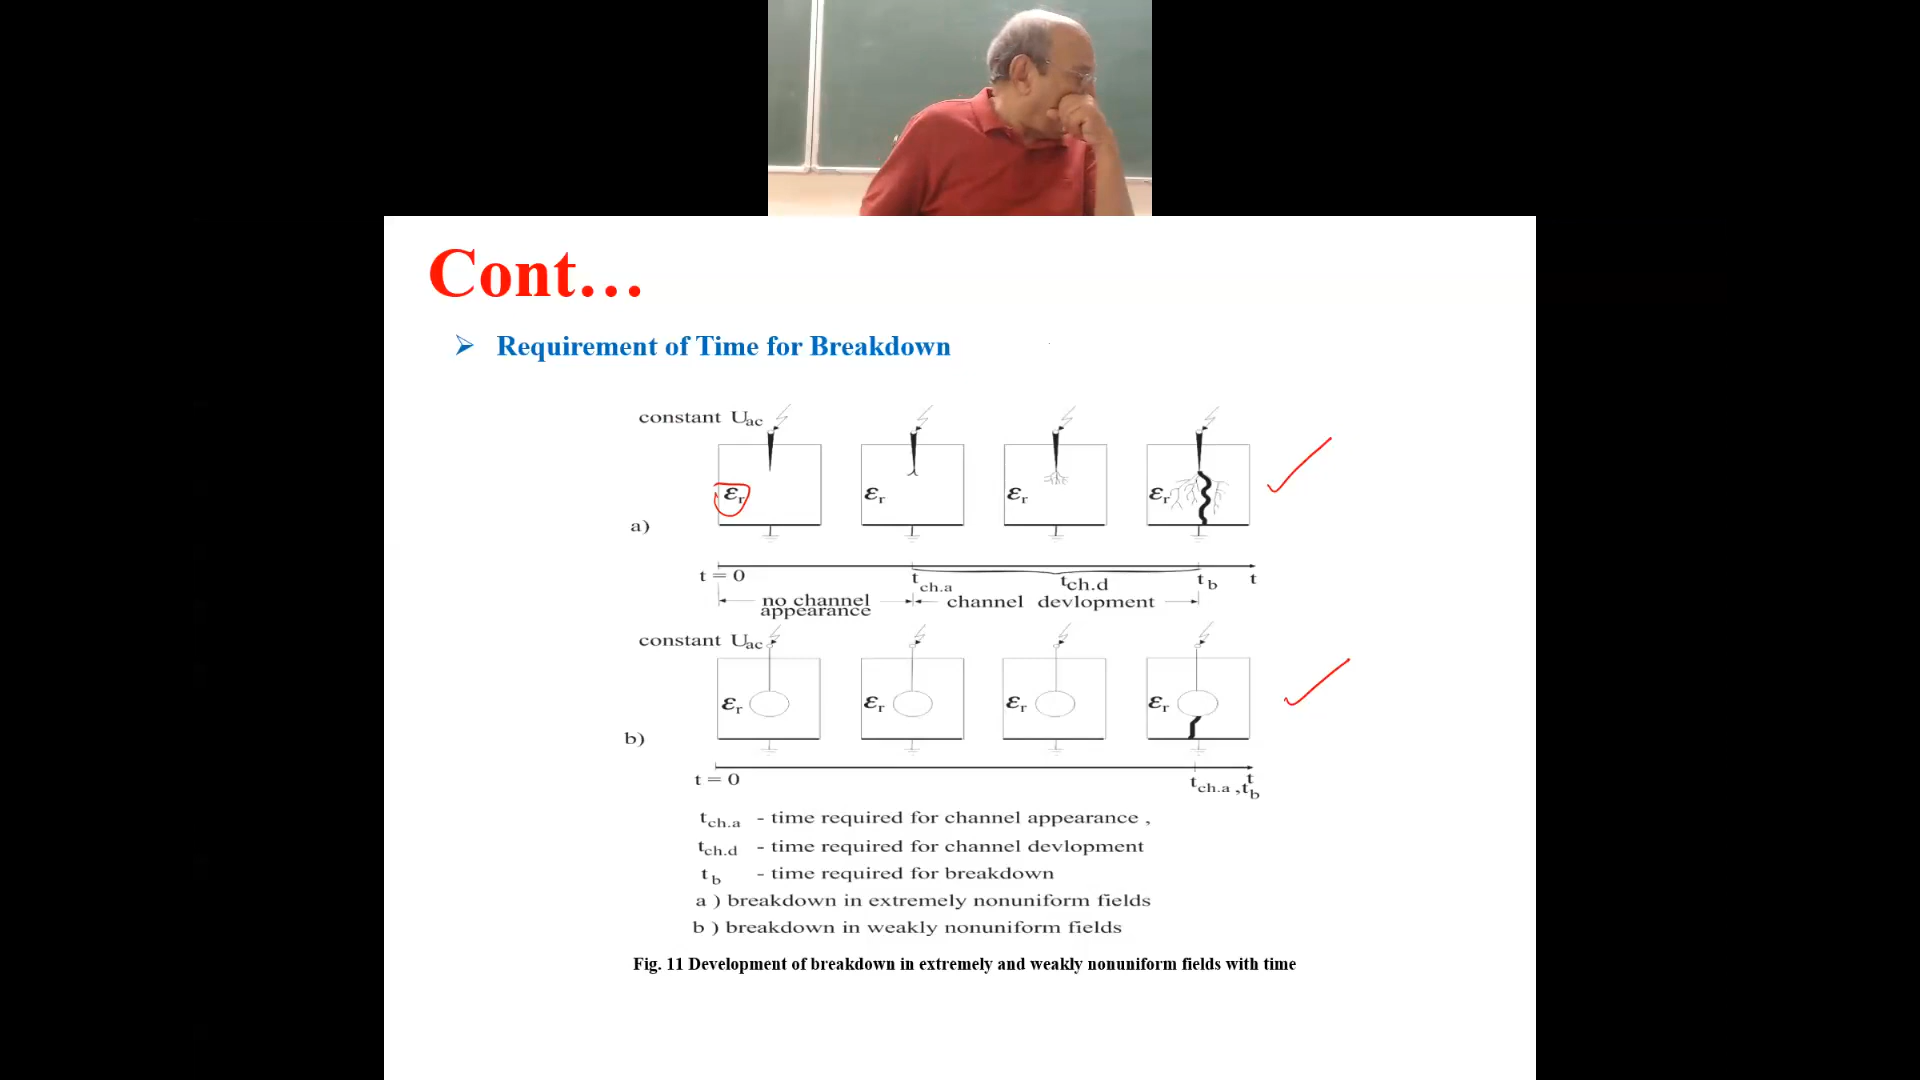 Cont…
➢ Requirement of Time for Breakdown
constant Uac
εr εr εr εr
a)
t = 0 tch.a tch.d tb t
no channel appearance channel devlopment
constant Uac
εr εr εr εr
b)
t = 0 tch.a ,tb t
tch.a - time required for channel appearance ,
tch.d - time required for channel devlopment
tb - time required for breakdown
a ) breakdown in extremely nonuniform fields
b ) breakdown in weakly nonuniform fields
Fig. 11 Development of breakdown in extremely and weakly nonuniform fields with time